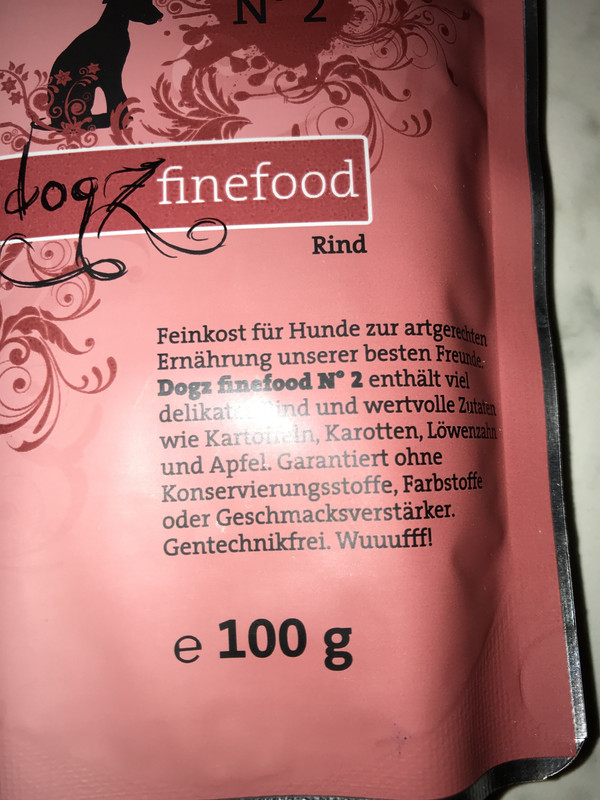 N° 2
dogz finefood
Rind
Feinkost für Hunde zur artgerechten
Ernährung unserer besten Freunde.
Dogz finefood N° 2 enthält viel
delikates Rind und wertvolle Zutaten
wie Kartoffeln, Karotten, Löwenzahn
und Apfel. Garantiert ohne
Konservierungsstoffe, Farbstoffe
oder Geschmacksverstärker.
Gentechnikfrei. Wuuufff!
e 100 g